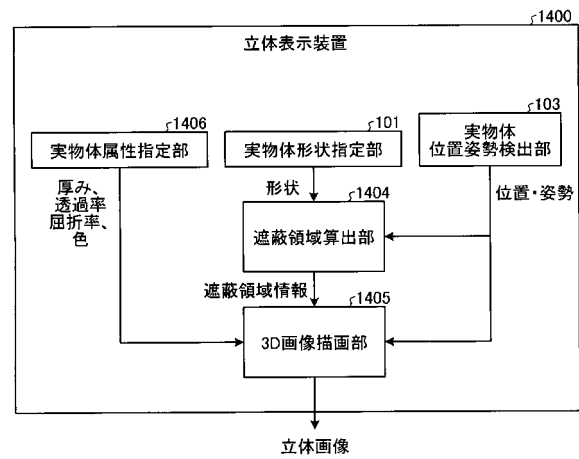 1400
立体表示装置
1406
実物体属性指定部
101
実物体形状指定部
103
実物体
位置姿勢検出部
厚み、
透過率
屈折率、
色
形状
位置・姿勢
1404
遮蔽領域算出部
遮蔽領域情報
1405
3D画像描画部
立体画像